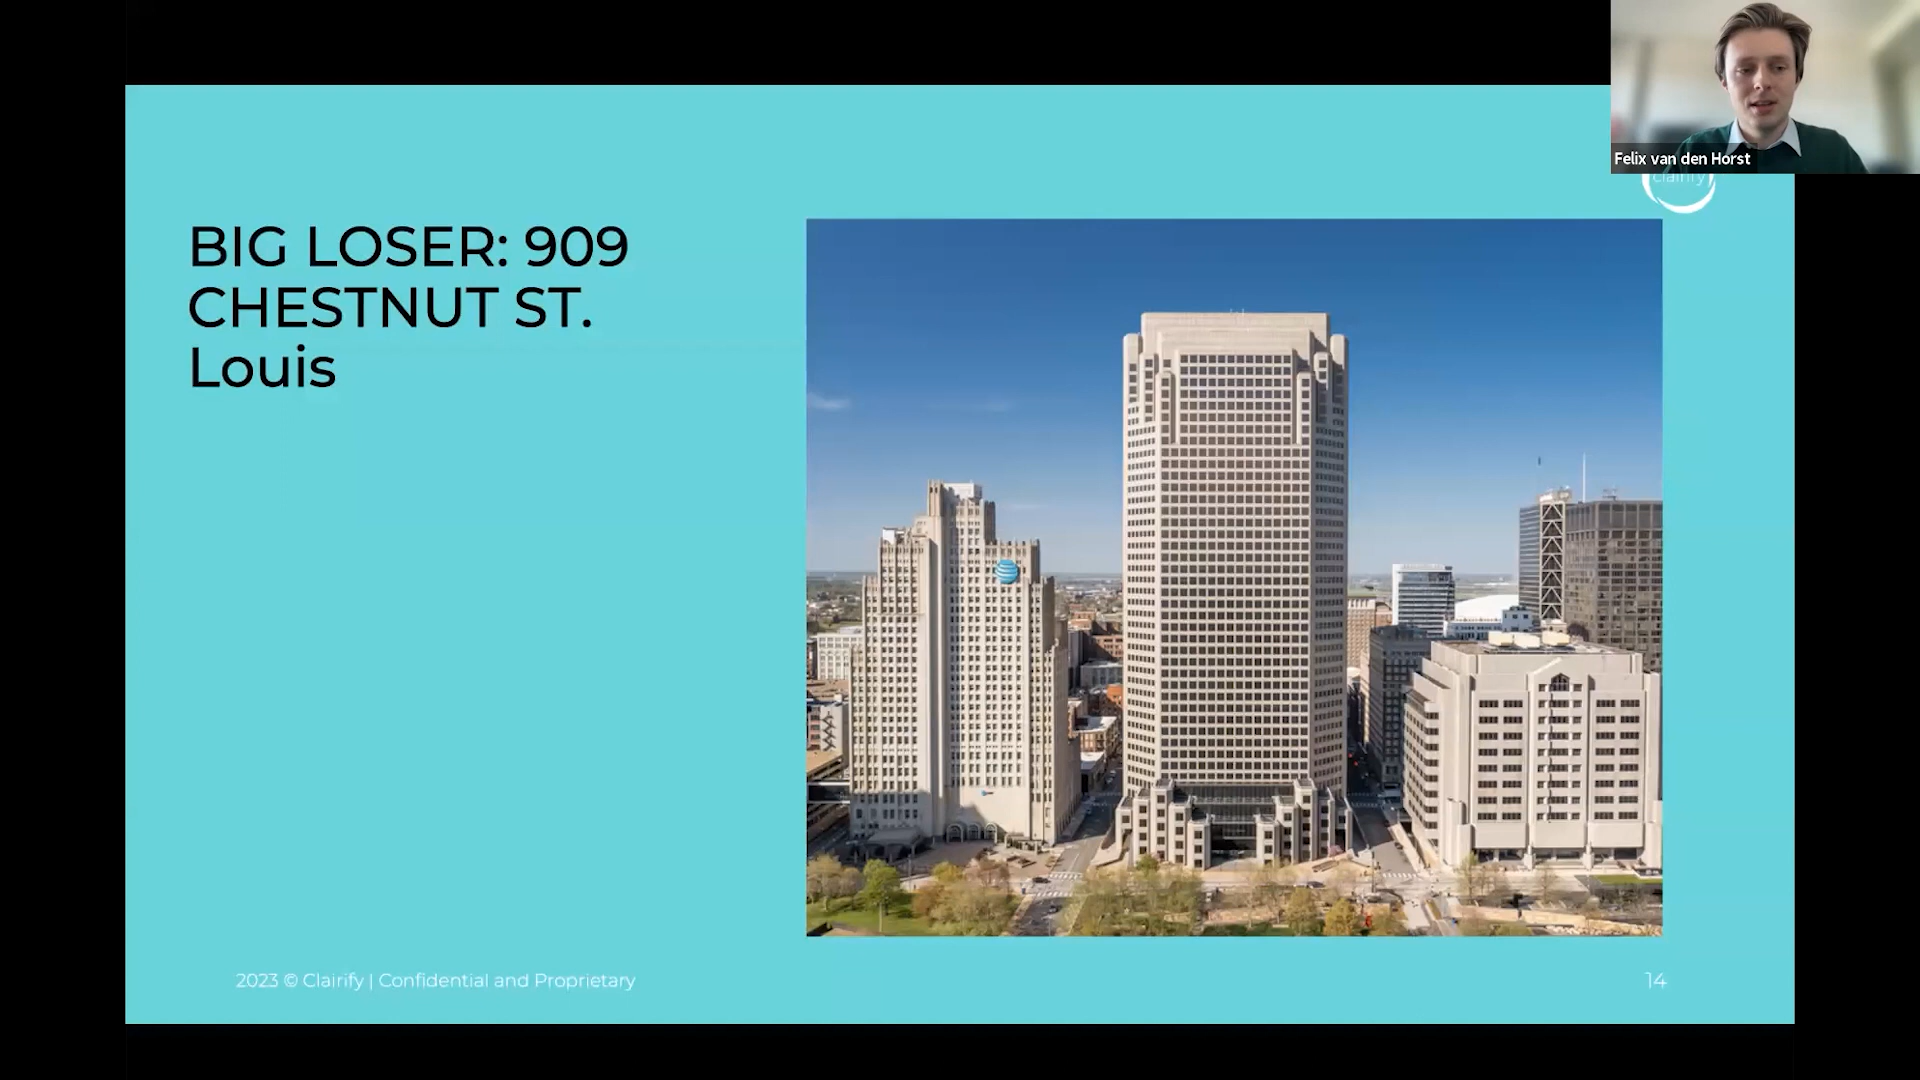 Felix van den Horst
clairify
BIG LOSER: 909
CHESTNUT ST.
Louis
2023 © Clairify | Confidential and Proprietary
14